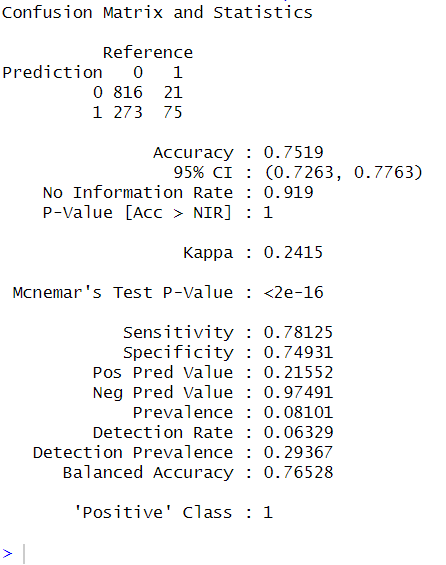 Confusion Matrix and Statistics
Reference
Prediction 0 1
0 816 21
1 273 75
Accuracy : 0.7519
95% CI : (0.7263, 0.7763)
No Information Rate : 0.919
P-Value [Acc > NIR] : 1
Kappa : 0.2415
Mcnemar's Test P-Value : <2e-16
Sensitivity : 0.78125
Specificity : 0.74931
Pos Pred Value : 0.21552
Neg Pred Value : 0.97491
Prevalence : 0.08101
Detection Rate : 0.06329
Detection Prevalence : 0.29367
Balanced Accuracy : 0.76528
'Positive' Class : 1
>